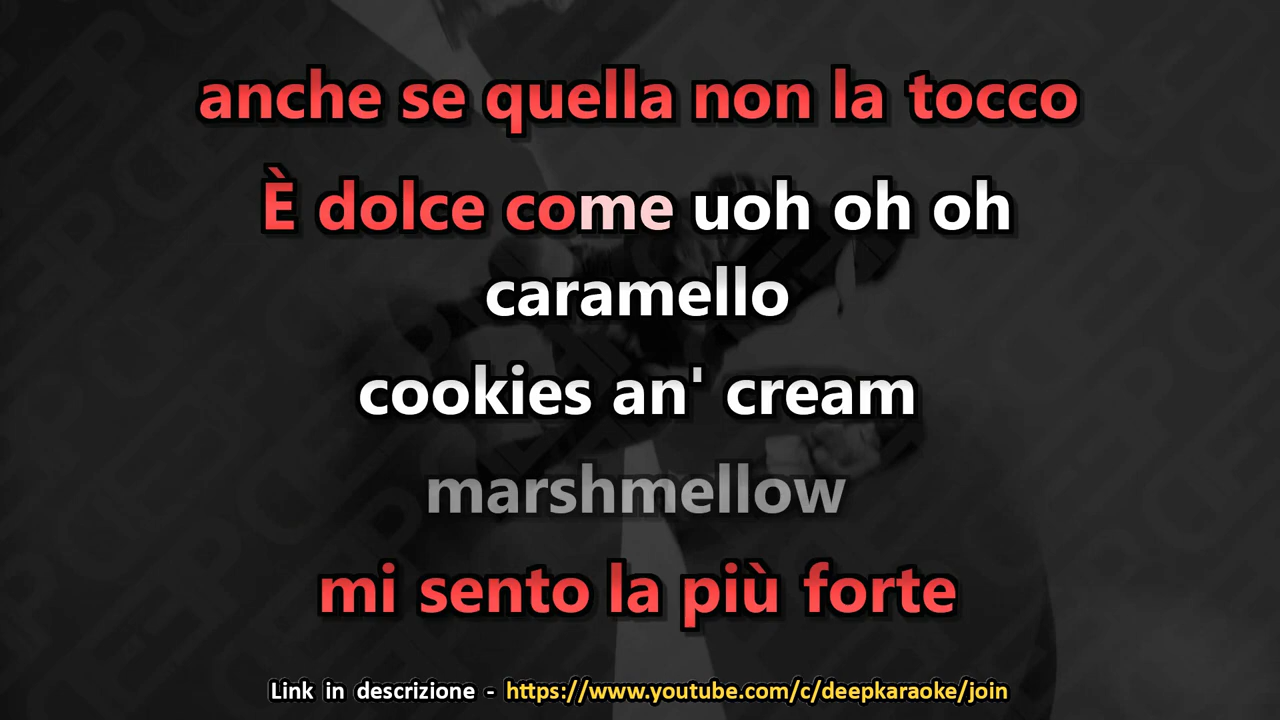 anche se quella non la tocco
È dolce come uoh oh oh
caramello
cookies an' cream
marshmellow
mi sento la più forte
Link in descrizione - https://www.youtube.com/c/deepkaraoke/join